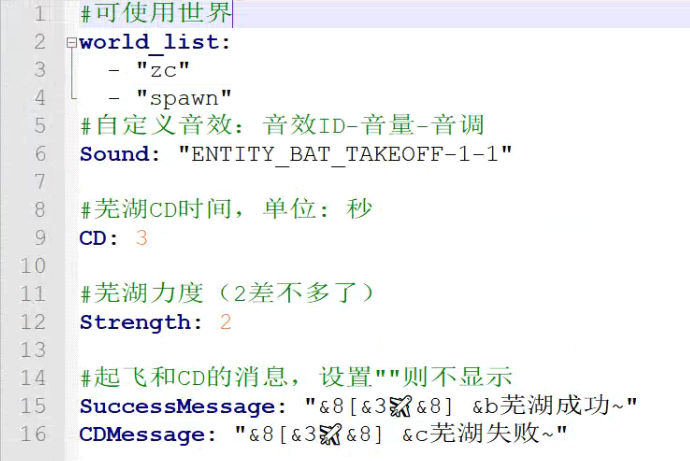 1 #可使用世界
2 world_list:
3   - "zc"
4   - "spawn"
5 #自定义音效：音效ID-音量-音调
6 Sound: "ENTITY_BAT_TAKEOFF-1-1"
7
8 #芜湖CD时间，单位: 秒
9 CD: 3
10
11 #芜湖力度（2差不多了）
12 Strength: 2
13
14 #起飞和CD的消息，设置""则不显示
15 SuccessMessage: "&8[&3✈&8] &b芜湖成功~"
16 CDMessage: "&8[&3✈&8] &c芜湖失败~"